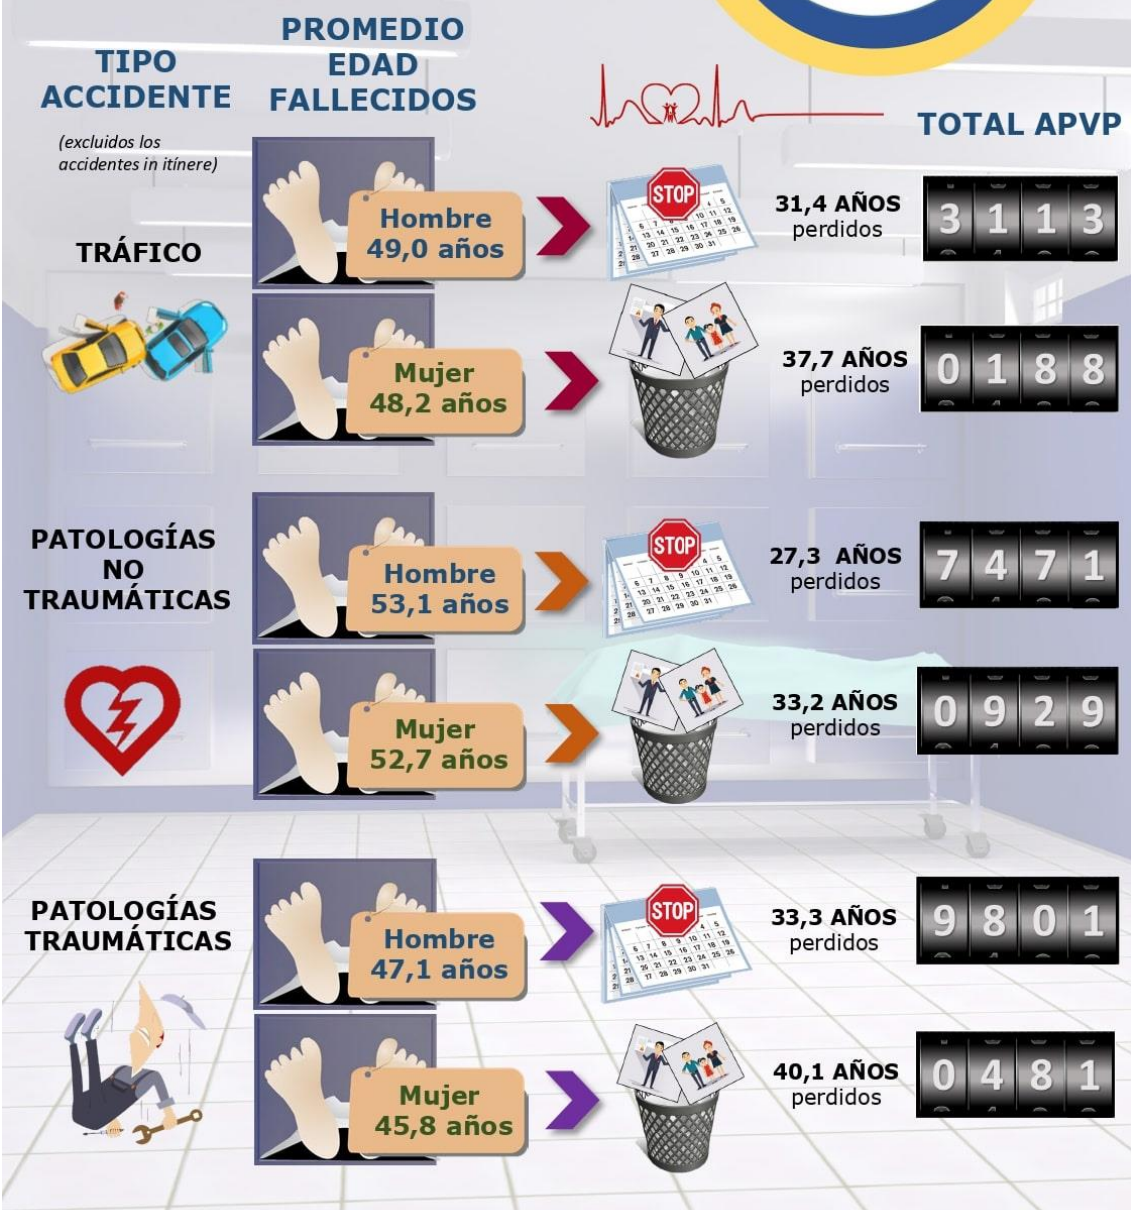 TIPO
ACCIDENTE
(excluidos los
accidentes in itínere)
PROMEDIO
EDAD
FALLECIDOS
TOTAL APVP
TRÁFICO
Hombre
49,0 años
STOP
31,4 AÑOS
perdidos
3113
Mujer
48,2 años
37,7 AÑOS
perdidos
0188
PATOLOGÍAS
NO
TRAUMÁTICAS
Hombre
53,1 años
STOP
27,3 AÑOS
perdidos
7471
Mujer
52,7 años
33,2 AÑOS
perdidos
0929
PATOLOGÍAS
TRAUMÁTICAS
Hombre
47,1 años
STOP
33,3 AÑOS
perdidos
9801
Mujer
45,8 años
40,1 AÑOS
perdidos
0481